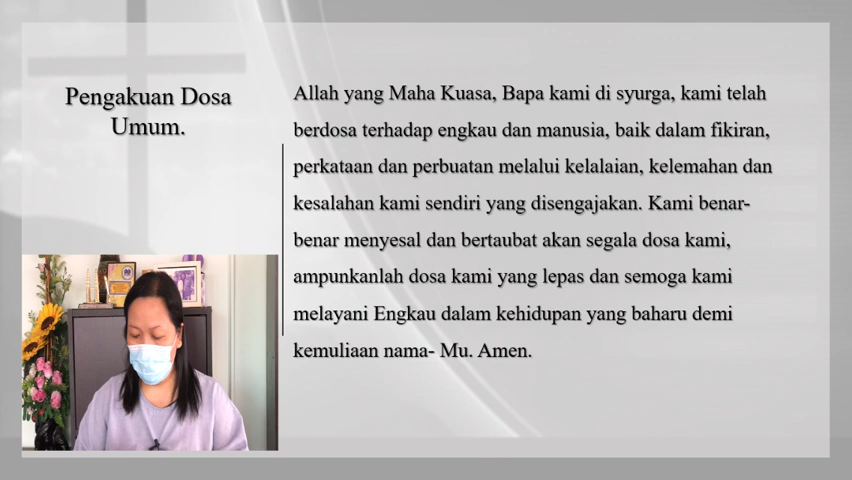 Pengakuan Dosa
Umum.
Allah yang Maha Kuasa, Bapa kami di syurga, kami telah
berdosa terhadap engkau dan manusia, baik dalam fikiran,
perkataan dan perbuatan melalui kelalaian, kelemahan dan
kesalahan kami sendiri yang disengajakan. Kami benar-
benar menyesal dan bertaubat akan segala dosa kami,
ampunkanlah dosa kami yang lepas dan semoga kami
melayani Engkau dalam kehidupan yang baharu demi
kemuliaan nama- Mu. Amen.